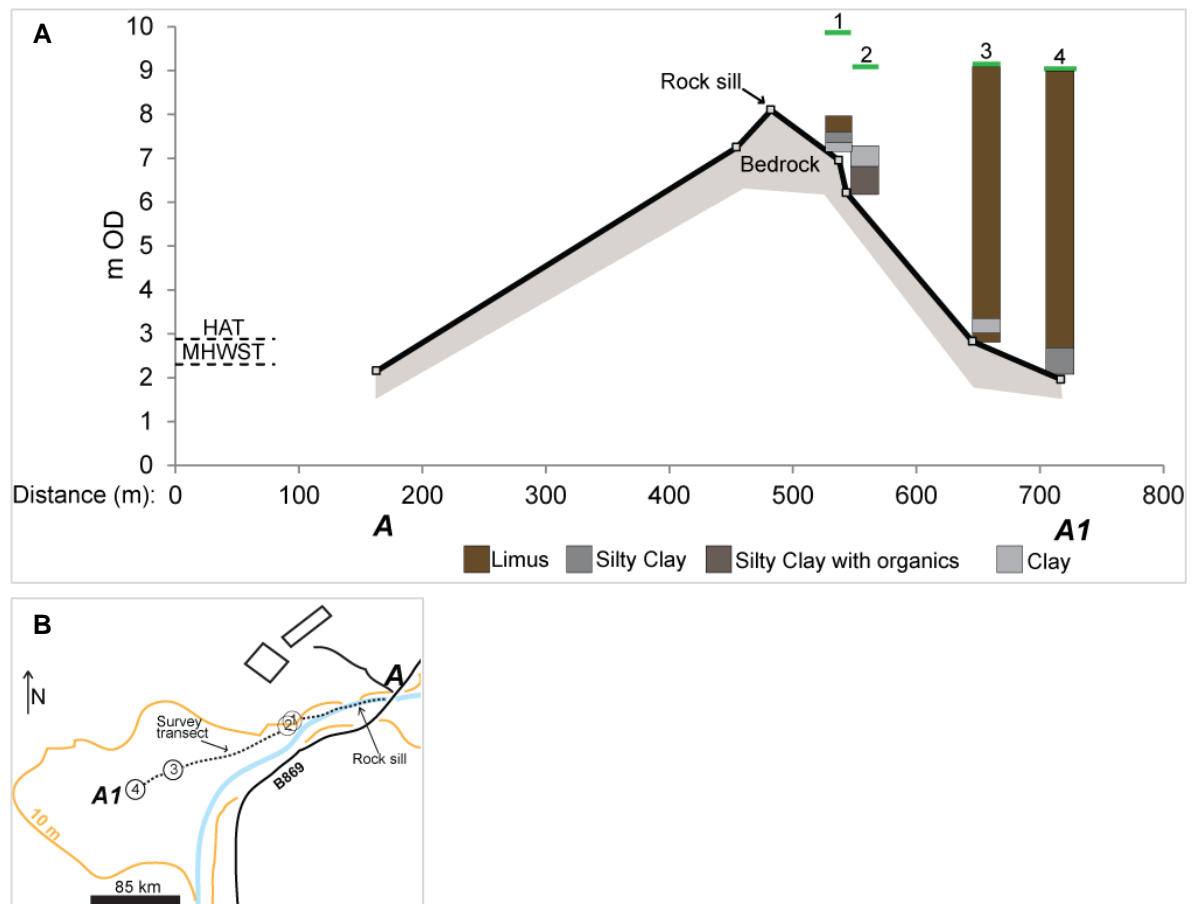 A
10
9
8
7
6
5
4
3
2
1
0
m OD
1
2
3
4
Rock sill
Bedrock
HAT
MHWST
Distance (m): 0 100 200 300 400 500 600 700 800
A A1
Limus Silty Clay Silty Clay with organics Clay
B
N
A
Survey
transect
1
2
3
4
A1
Rock sill
B869
10 m
85 km